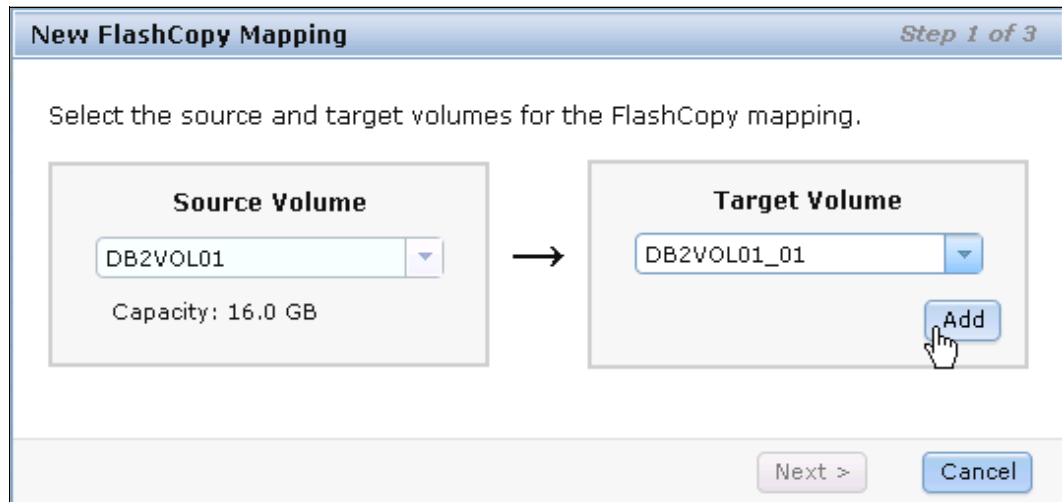 New FlashCopy Mapping
Step 1 of 3
Select the source and target volumes for the FlashCopy mapping.
Source Volume
DB2VOL01
Capacity: 16.0 GB
Target Volume
DB2VOL01_01
Add
Next >
Cancel